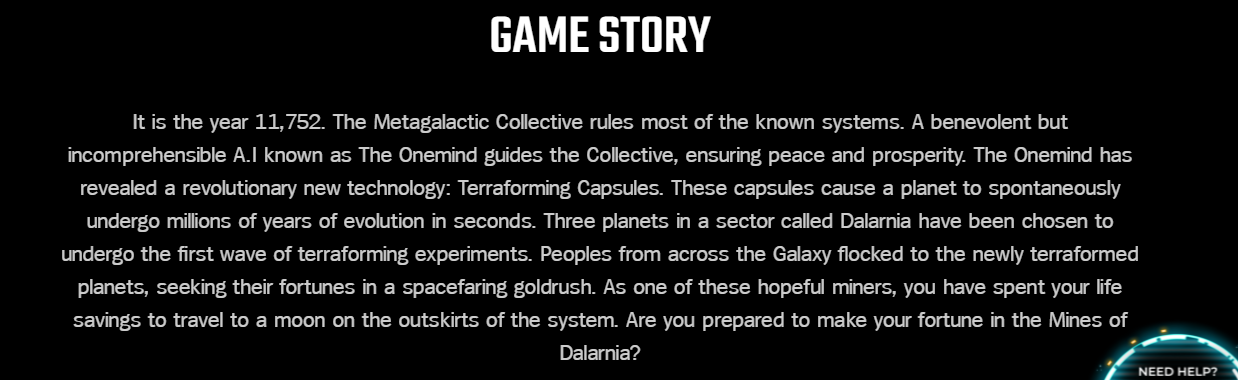 GAME STORY
It is the year 11,752. The Metagalactic Collective rules most of the known systems. A benevolent but
incomprehensible A.I known as The Onemind guides the Collective, ensuring peace and prosperity. The Onemind has
revealed a revolutionary new technology: Terraforming Capsules. These capsules cause a planet to spontaneously
undergo millions of years of evolution in seconds. Three planets in a sector called Dalarnia have been chosen to
undergo the first wave of terraforming experiments. Peoples from across the Galaxy flocked to the newly terraformed
planets, seeking their fortunes in a spacefaring goldrush. As one of these hopeful miners, you have spent your life
savings to travel to a moon on the outskirts of the system. Are you prepared to make your fortune in the Mines of
Dalarnia?
NEED HELP?